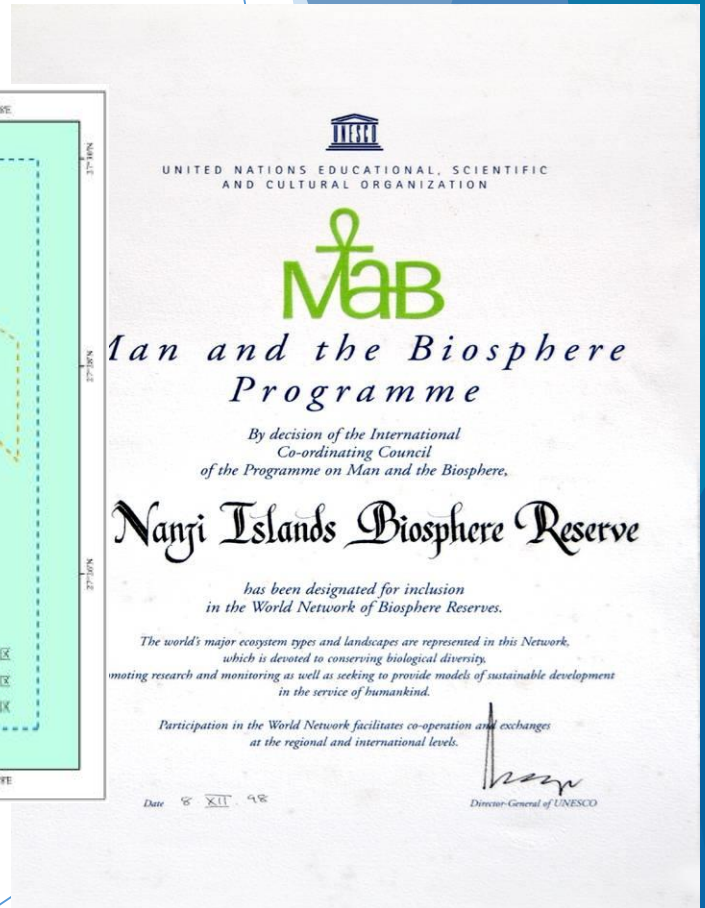 UNESCO
UNITED NATIONS EDUCATIONAL, SCIENTIFIC
AND CULTURAL ORGANIZATION
MaB
Man and the Biosphere
Programme
By decision of the International
Co-ordinating Council
of the Programme on Man and the Biosphere,
Nanji Islands Biosphere Reserve
has been designated for inclusion
in the World Network of Biosphere Reserves.
The world's major ecosystem types and landscapes are represented in this Network,
which is devoted to conserving biological diversity,
moting research and monitoring as well as seeking to provide models of sustainable development
in the service of humankind.
Participation in the World Network facilitates co-operation and exchanges
at the regional and international levels.
Date 8 XII. 98
Director-General of UNESCO